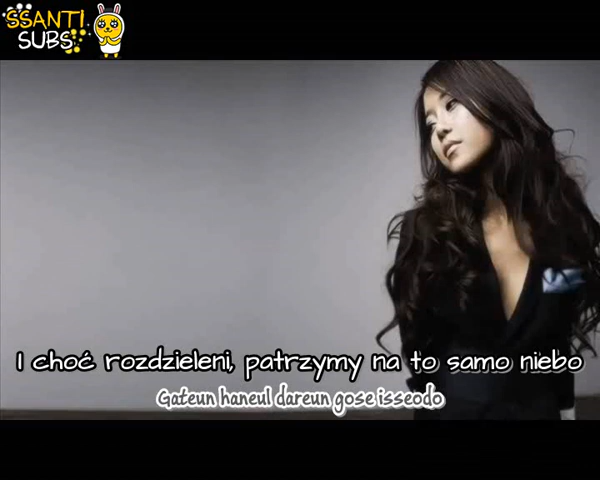 SSANTI
SUBS
I choć rozdzieleni, patrzymy na to samo niebo
Gateun haneul dareun gose isseodo